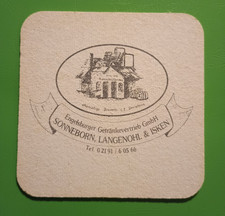 Engelsburger Getränkevertrieb GmbH
SONNEBORN, LANGENOHL & ISKEN
Tel. 0 21 91 / 6 05 66